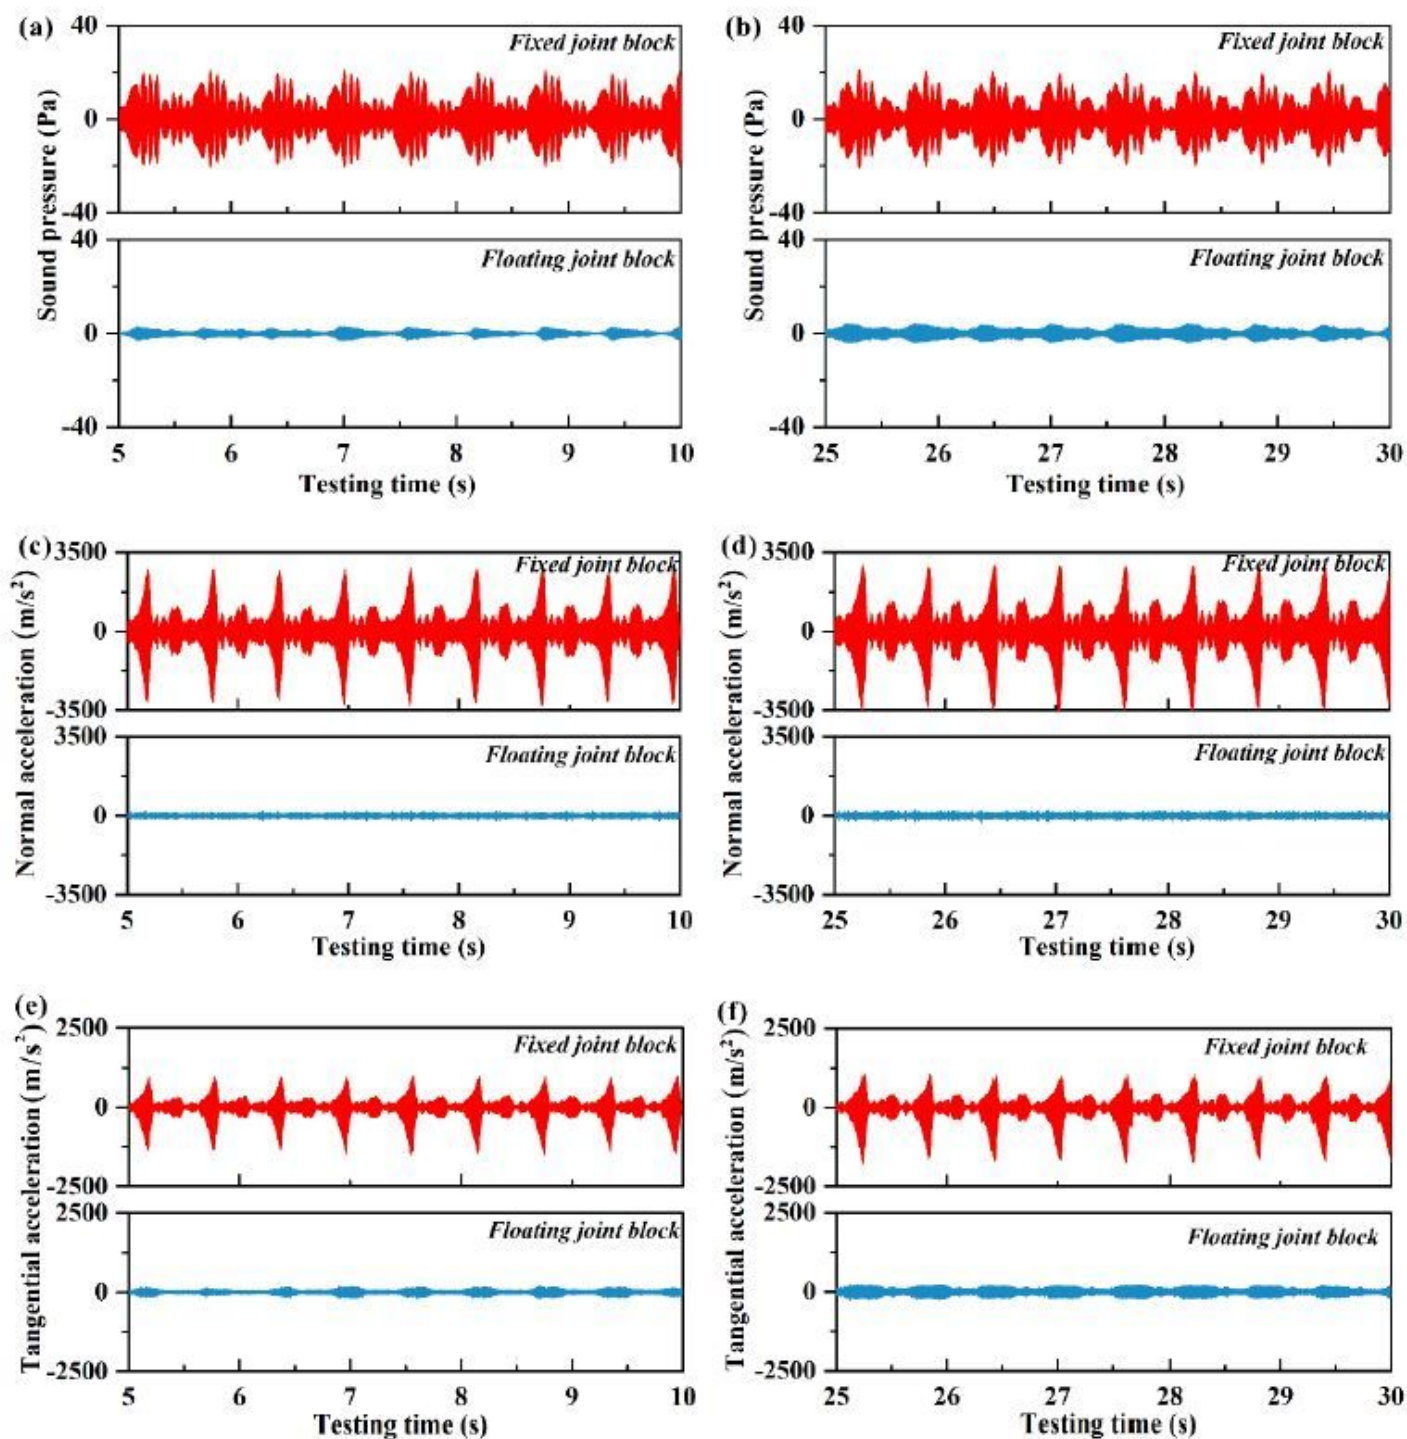 (a)
Sound pressure (Pa)
40
0
-40
Fixed joint block
40
0
-40
Floating joint block
5 6 7 8 9 10
Testing time (s)
(b)
Sound pressure (Pa)
40
0
-40
Fixed joint block
40
0
-40
Floating joint block
25 26 27 28 29 30
Testing time (s)
(c)
Normal acceleration (m/s²)
3500
0
-3500
Fixed joint block
3500
0
-3500
Floating joint block
5 6 7 8 9 10
Testing time (s)
(d)
Normal acceleration (m/s²)
3500
0
-3500
Fixed joint block
3500
0
-3500
Floating joint block
25 26 27 28 29 30
Testing time (s)
(e)
Tangential acceleration (m/s²)
2500
0
-2500
Fixed joint block
2500
0
-2500
Floating joint block
5 6 7 8 9 10
Testing time (s)
(f)
Tangential acceleration (m/s²)
2500
0
-2500
Fixed joint block
2500
0
-2500
Floating joint block
25 26 27 28 29 30
Testing time (s)